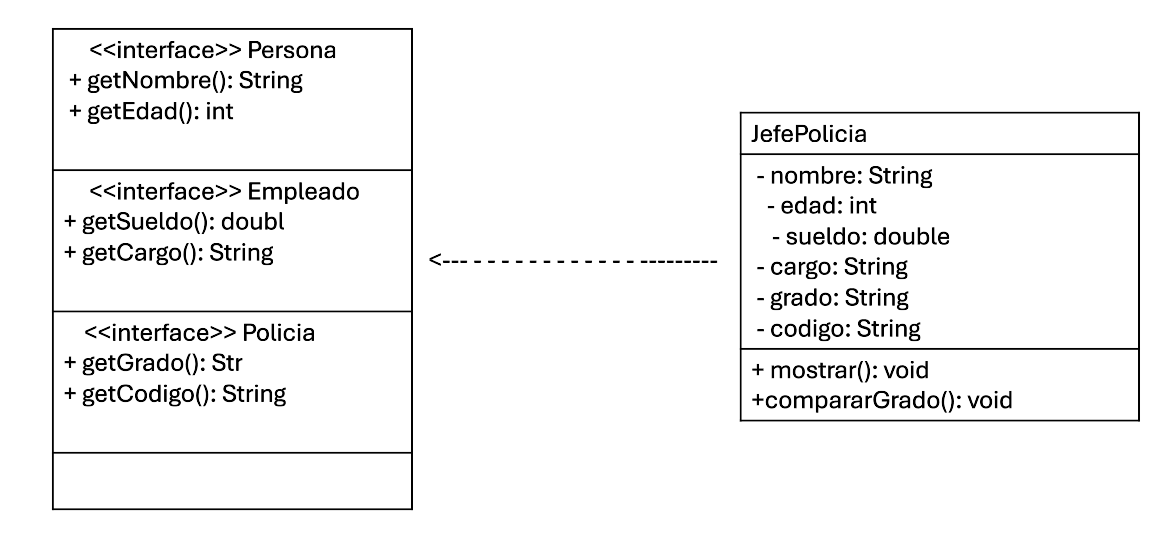 <<interface>> Persona
+ getNombre(): String
+ getEdad(): int
<<interface>> Empleado
+ getSueldo(): doubl
+ getCargo(): String
<<interface>> Policia
+ getGrado(): Str
+ getCodigo(): String
<--- - - - - - - - - - - - - ---------
JefePolicia
- nombre: String
- edad: int
- sueldo: double
- cargo: String
- grado: String
- codigo: String
+ mostrar(): void
+compararGrado(): void